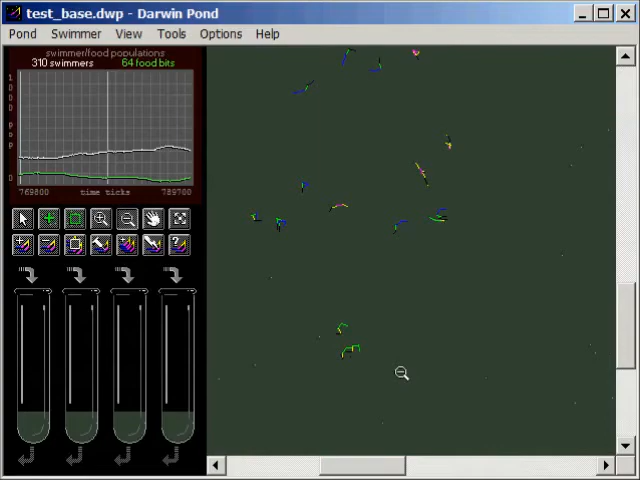 test_base.dwp - Darwin Pond
Pond Swimmer View Tools Options Help
swimmer/food populations
310 swimmers 64 food bits
769800 time ticks 789700